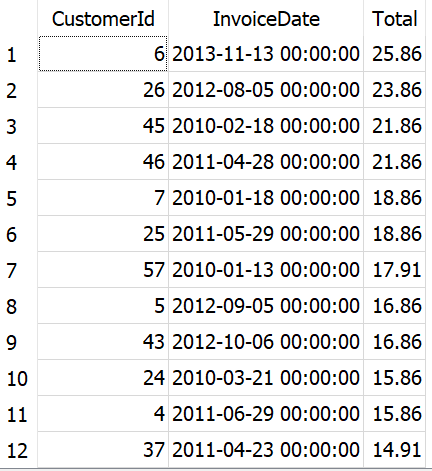 CustomerId InvoiceDate Total
1 6 2013-11-13 00:00:00 25.86
2 26 2012-08-05 00:00:00 23.86
3 45 2010-02-18 00:00:00 21.86
4 46 2011-04-28 00:00:00 21.86
5 7 2010-01-18 00:00:00 18.86
6 25 2011-05-29 00:00:00 18.86
7 57 2010-01-13 00:00:00 17.91
8 5 2012-09-05 00:00:00 16.86
9 43 2012-10-06 00:00:00 16.86
10 24 2010-03-21 00:00:00 15.86
11 4 2011-06-29 00:00:00 15.86
12 37 2011-04-23 00:00:00 14.91